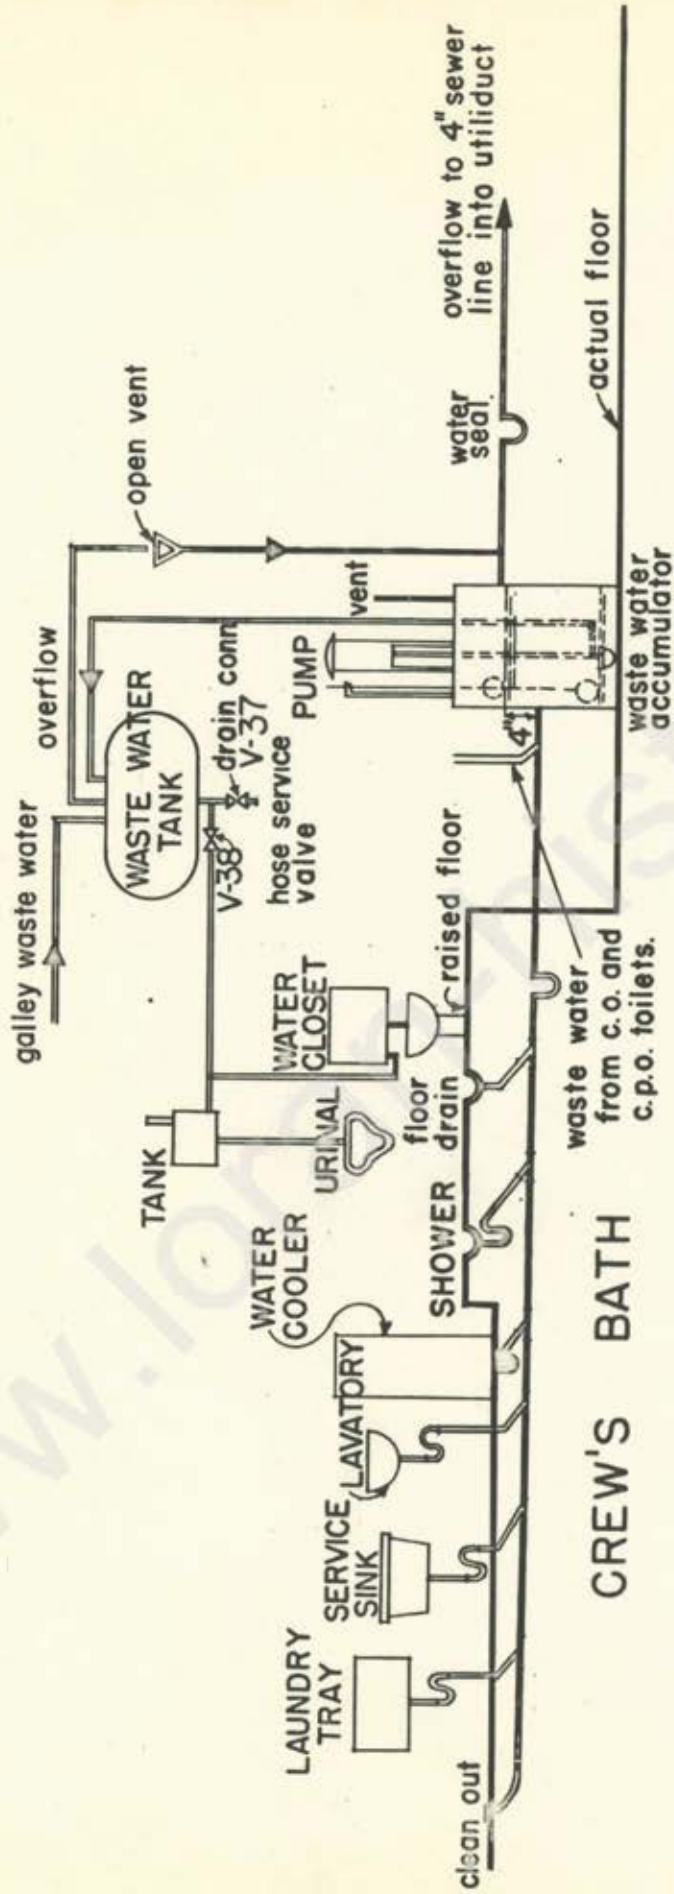 galley waste water
overflow
open vent
WASTE WATER
TANK
drain conn.
V-37
V-38
hose service
valve
PUMP
vent
water
seal.
overflow to 4" sewer
line into utiliduct
TANK
URINAL
WATER
CLOSET
floor
drain
raised floor
4"
actual floor
waste water
accumulator
WATER
COOLER
SHOWER
LAVATORY
SERVICE
SINK
LAUNDRY
TRAY
clean out
waste water
from c.o. and
c.p.o. toilets.
CREW'S BATH